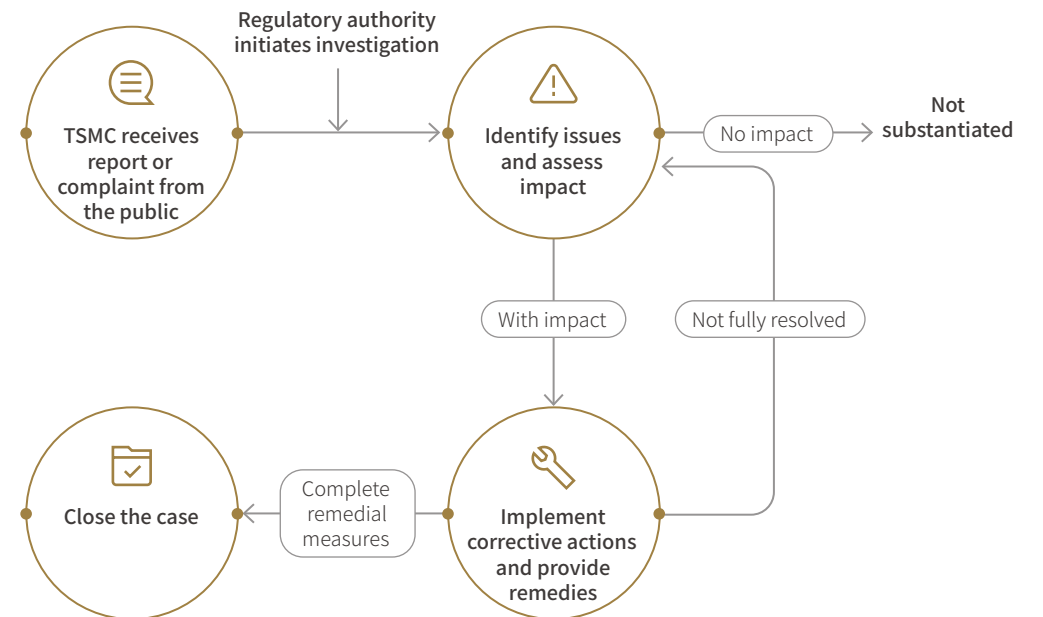 Regulatory authority
initiates investigation
TSMC receives
report or
complaint from
the public
Identify issues
and assess
impact
No impact
Not
substantiated
With impact
Not fully resolved
Close the case
Complete
remedial
measures
Implement
corrective actions
and provide
remedies